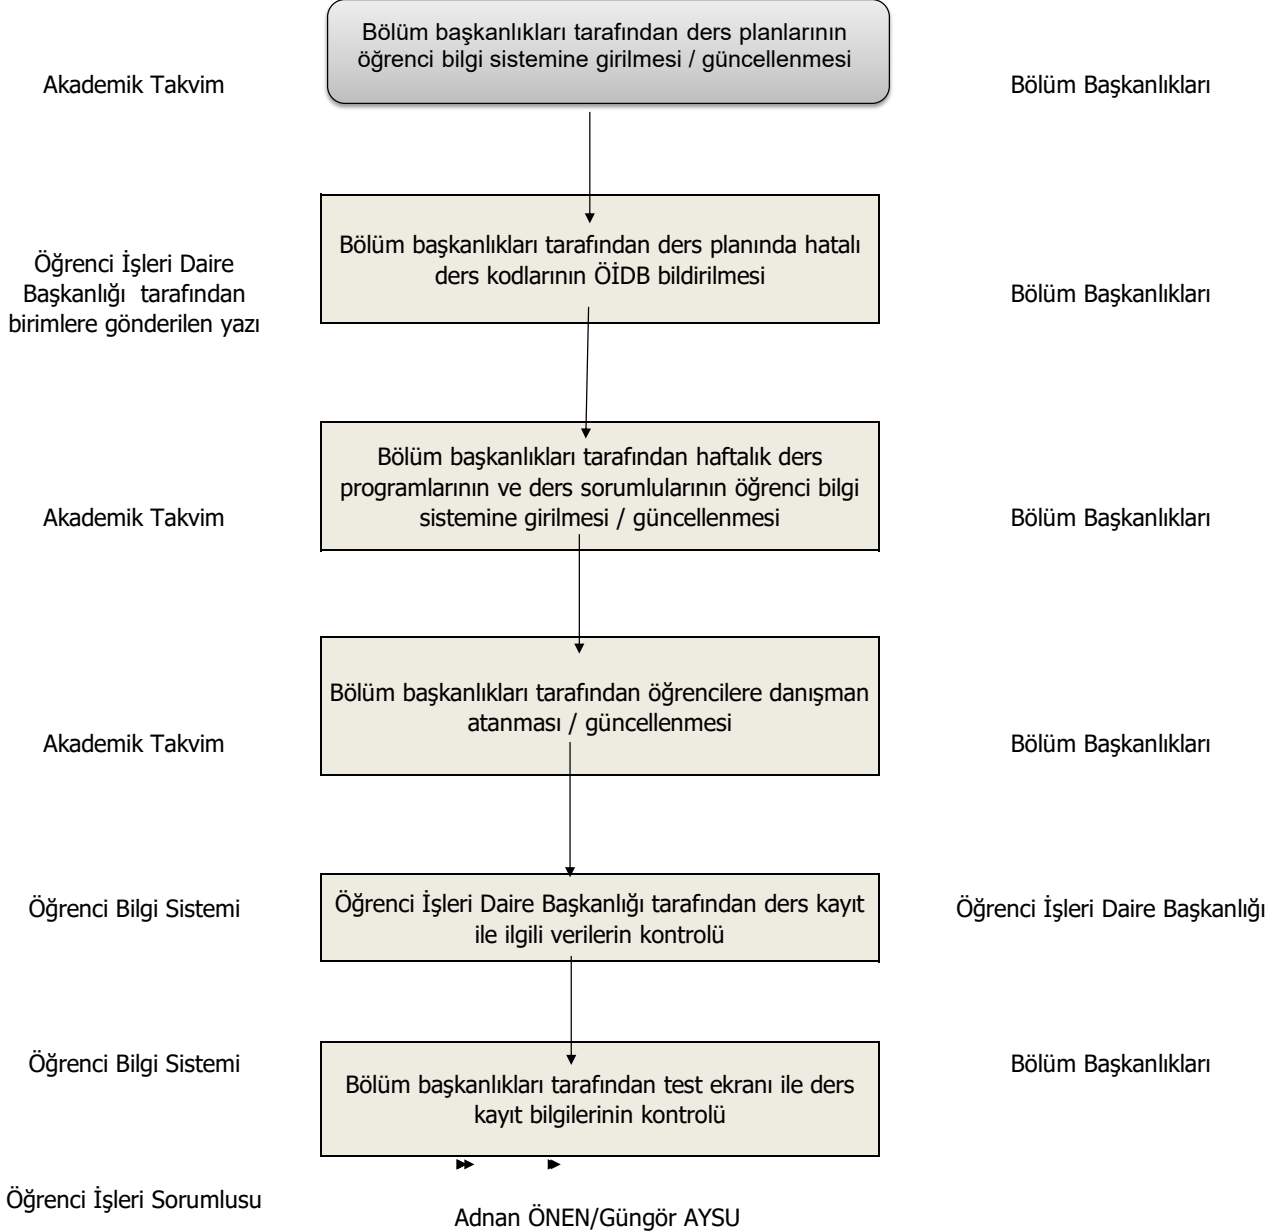 Bölüm başkanlıkları tarafından ders planlarının
öğrenci bilgi sistemine girilmesi / güncellenmesi
Akademik Takvim
Bölüm Başkanlıkları
Bölüm başkanlıkları tarafından ders planında hatalı
ders kodlarının ÖİDB bildirilmesi
Öğrenci İşleri Daire
Başkanlığı  tarafından
birimlere gönderilen yazı
Bölüm Başkanlıkları
Bölüm başkanlıkları tarafından haftalık ders
programlarının ve ders sorumlularının öğrenci bilgi
sistemine girilmesi / güncellenmesi
Akademik Takvim
Bölüm Başkanlıkları
Bölüm başkanlıkları tarafından öğrencilere danışman
atanması / güncellenmesi
Akademik Takvim
Bölüm Başkanlıkları
Öğrenci Bilgi Sistemi
Öğrenci İşleri Daire Başkanlığı tarafından ders kayıt
ile ilgili verilerin kontrolü
Öğrenci İşleri Daire Başkanlığı
Öğrenci Bilgi Sistemi
Bölüm başkanlıkları tarafından test ekranı ile ders
kayıt bilgilerinin kontrolü
Bölüm Başkanlıkları
Öğrenci İşleri Sorumlusu
Adnan ÖNEN/Güngör AYSU